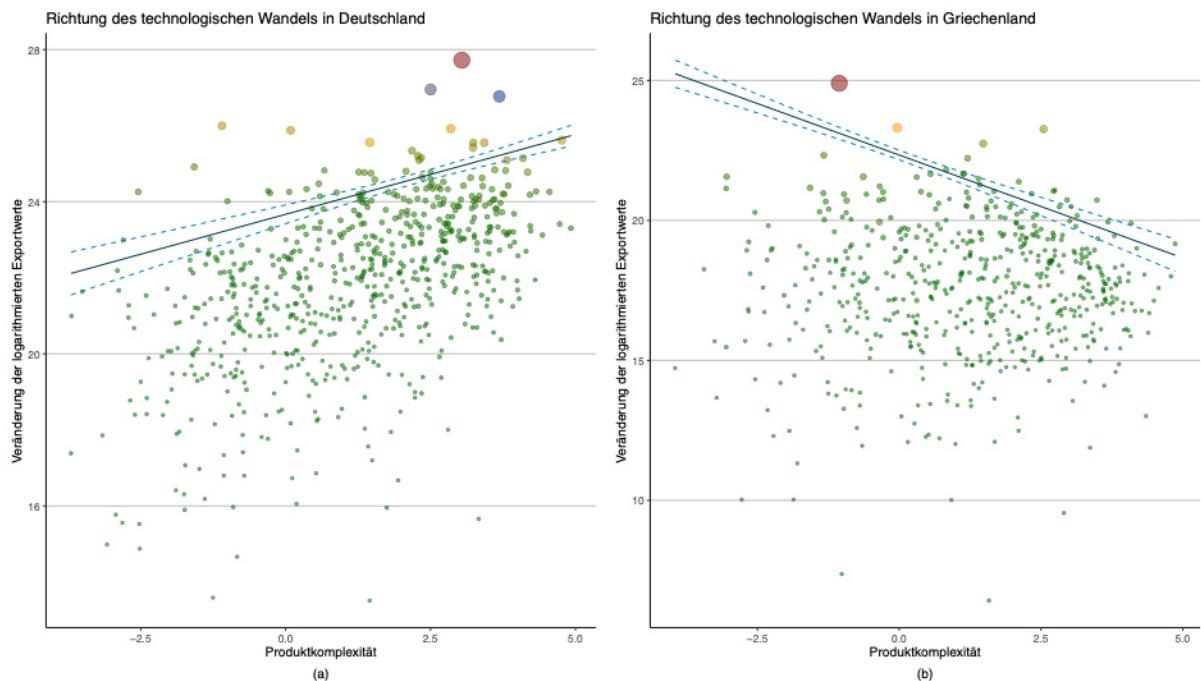 Richtung des technologischen Wandels in Deutschland
Veränderung der logarithmierten Exportwerte
28
24
20
16
−2.5
0.0
2.5
5.0
Produktkomplexität
(a)
Richtung des technologischen Wandels in Griechenland
Veränderung der logarithmierten Exportwerte
25
20
15
10
−2.5
0.0
2.5
5.0
Produktkomplexität
(b)